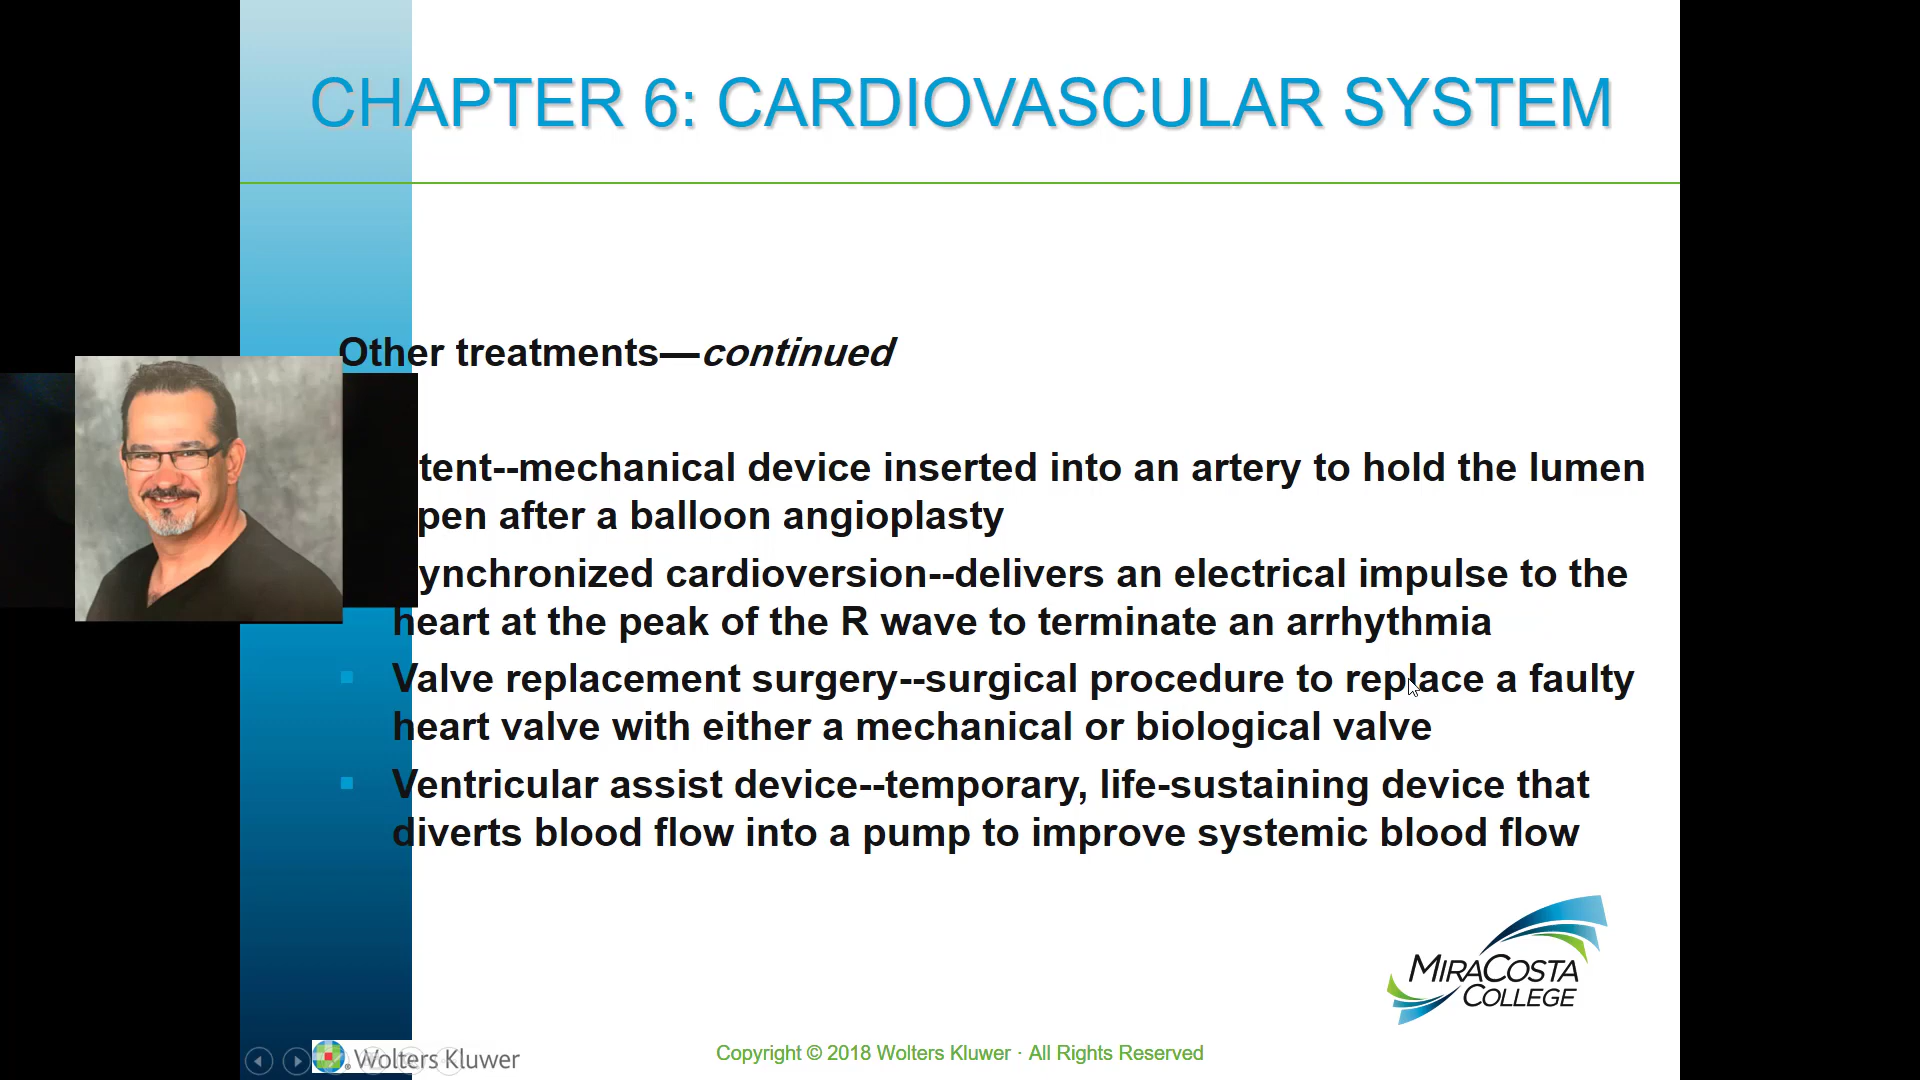 CHAPTER 6: CARDIOVASCULAR SYSTEM
Other treatments—continued
tent--mechanical device inserted into an artery to hold the lumen
pen after a balloon angioplasty
ynchronized cardioversion--delivers an electrical impulse to the
heart at the peak of the R wave to terminate an arrhythmia
Valve replacement surgery--surgical procedure to replace a faulty
heart valve with either a mechanical or biological valve
Ventricular assist device--temporary, life-sustaining device that
diverts blood flow into a pump to improve systemic blood flow
MIRACOSTA
COLLEGE
Wolters Kluwer
Copyright © 2018 Wolters Kluwer · All Rights Reserved